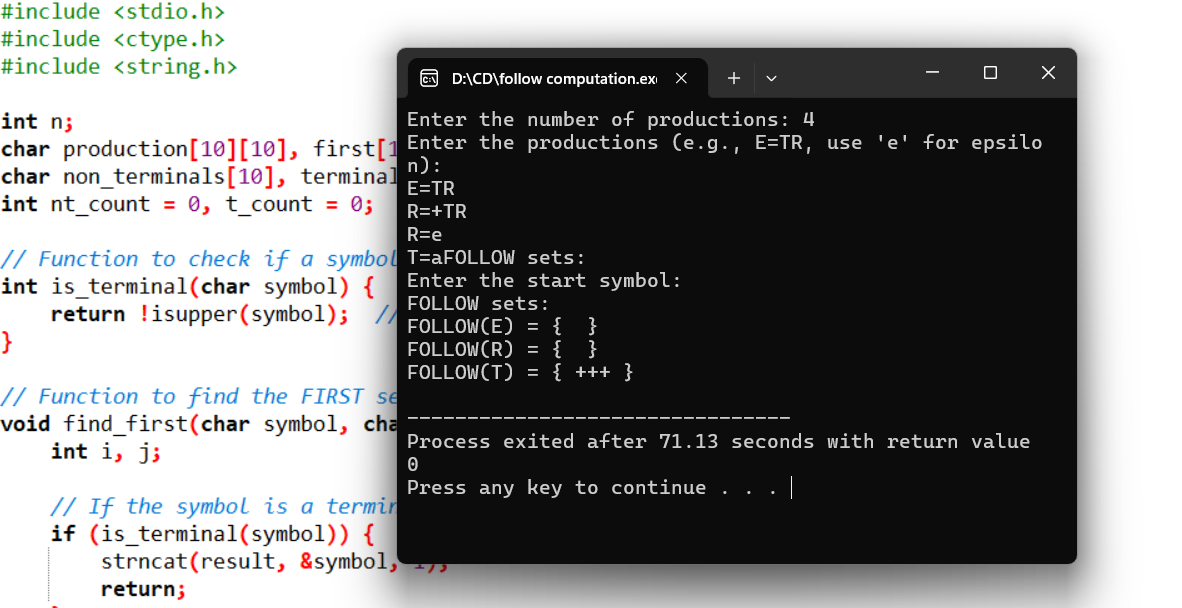 #include <stdio.h>
#include <ctype.h>
#include <string.h>
int n;
char production[10][10], first[1
char non_terminals[10], terminal
int nt_count = 0, t_count = 0;
// Function to check if a symbol
int is_terminal(char symbol) {
return !isupper(symbol); //
}
// Function to find the FIRST se
void find_first(char symbol, cha
int i, j;
// If the symbol is a termin
if (is_terminal(symbol)) {
strncat(result, &symbol, 1);
return;
D:\CD\follow computation.ex
Enter the number of productions: 4
Enter the productions (e.g., E=TR, use 'e' for epsilo
n):
E=TR
R=+TR
R=e
T=aFOLLOW sets:
Enter the start symbol:
FOLLOW sets:
FOLLOW(E) = {  }
FOLLOW(R) = {  }
FOLLOW(T) = { +++ }
--------------------------------
Process exited after 71.13 seconds with return value
0
Press any key to continue . . .